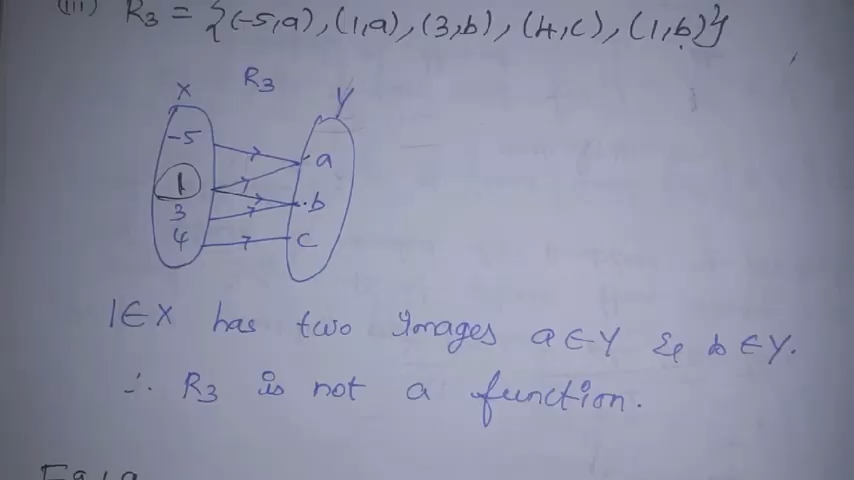 (iii) R3 = {(-5,a), (1,a), (3,b), (4,c), (1,b)}
R3
X
Y
-5
a
1
b
3
4
c
1∈X has two images a∈Y & b∈Y.
∴ R3 is not a function.